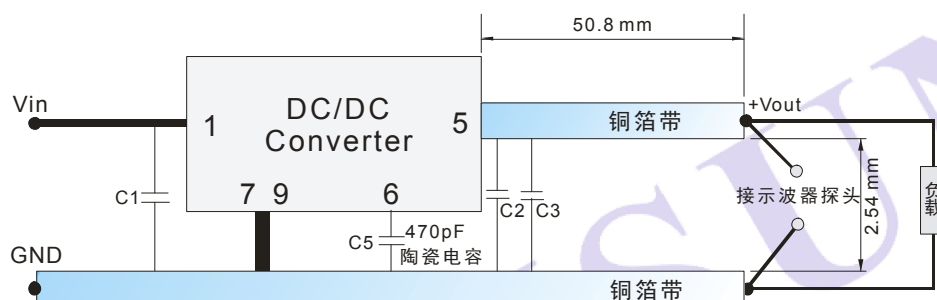 50.8 mm
Vin
DC/DC
Converter
1
5
7 9
6
铜箔带
+Vout
C1
C2
C3
接示波器探头
2.54 mm
负载
C5
470pF
陶瓷电容
GND
铜箔带